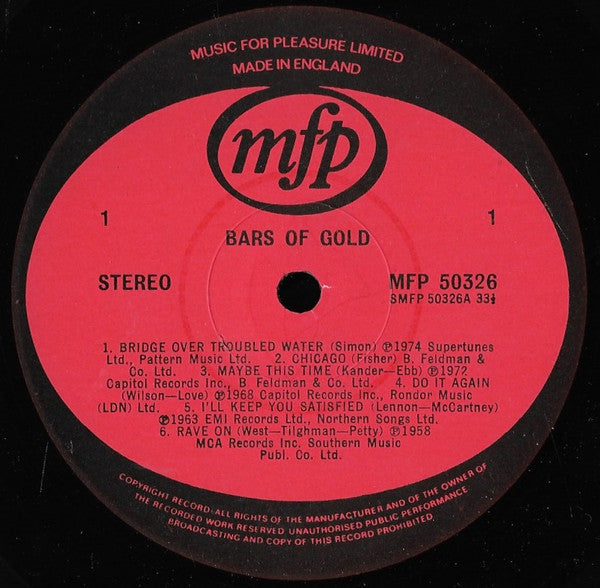 MUSIC FOR PLEASURE LIMITED
MADE IN ENGLAND
mfp
1 1
BARS OF GOLD
STEREO MFP 50326
SMFP 50326A 33⅓
1. BRIDGE OVER TROUBLED WATER (Simon) ℗1974 Supertunes
Ltd., Pattern Music Ltd. 2. CHICAGO (Fisher) B. Feldman &
Co. Ltd. 3. MAYBE THIS TIME (Kander—Ebb) ℗1972
Capitol Records Inc., B. Feldman & Co. Ltd. 4. DO IT AGAIN
(Wilson—Love) ℗1968 Capitol Records Inc., Rondor Music
(LDN) Ltd. 5. I'LL KEEP YOU SATISFIED (Lennon—McCartney)
℗1963 EMI Records Ltd., Northern Songs Ltd.
6. RAVE ON (West—Tilghman—Petty) ℗1958
MCA Records Inc. Southern Music
Publ. Co. Ltd.
COPYRIGHT RECORD-ALL RIGHTS OF THE MANUFACTURER AND OF THE OWNER OF
THE RECORDED WORK RESERVED UNAUTHORISED PUBLIC PERFORMANCE
BROADCASTING AND COPY OF THIS RECORD PROHIBITED